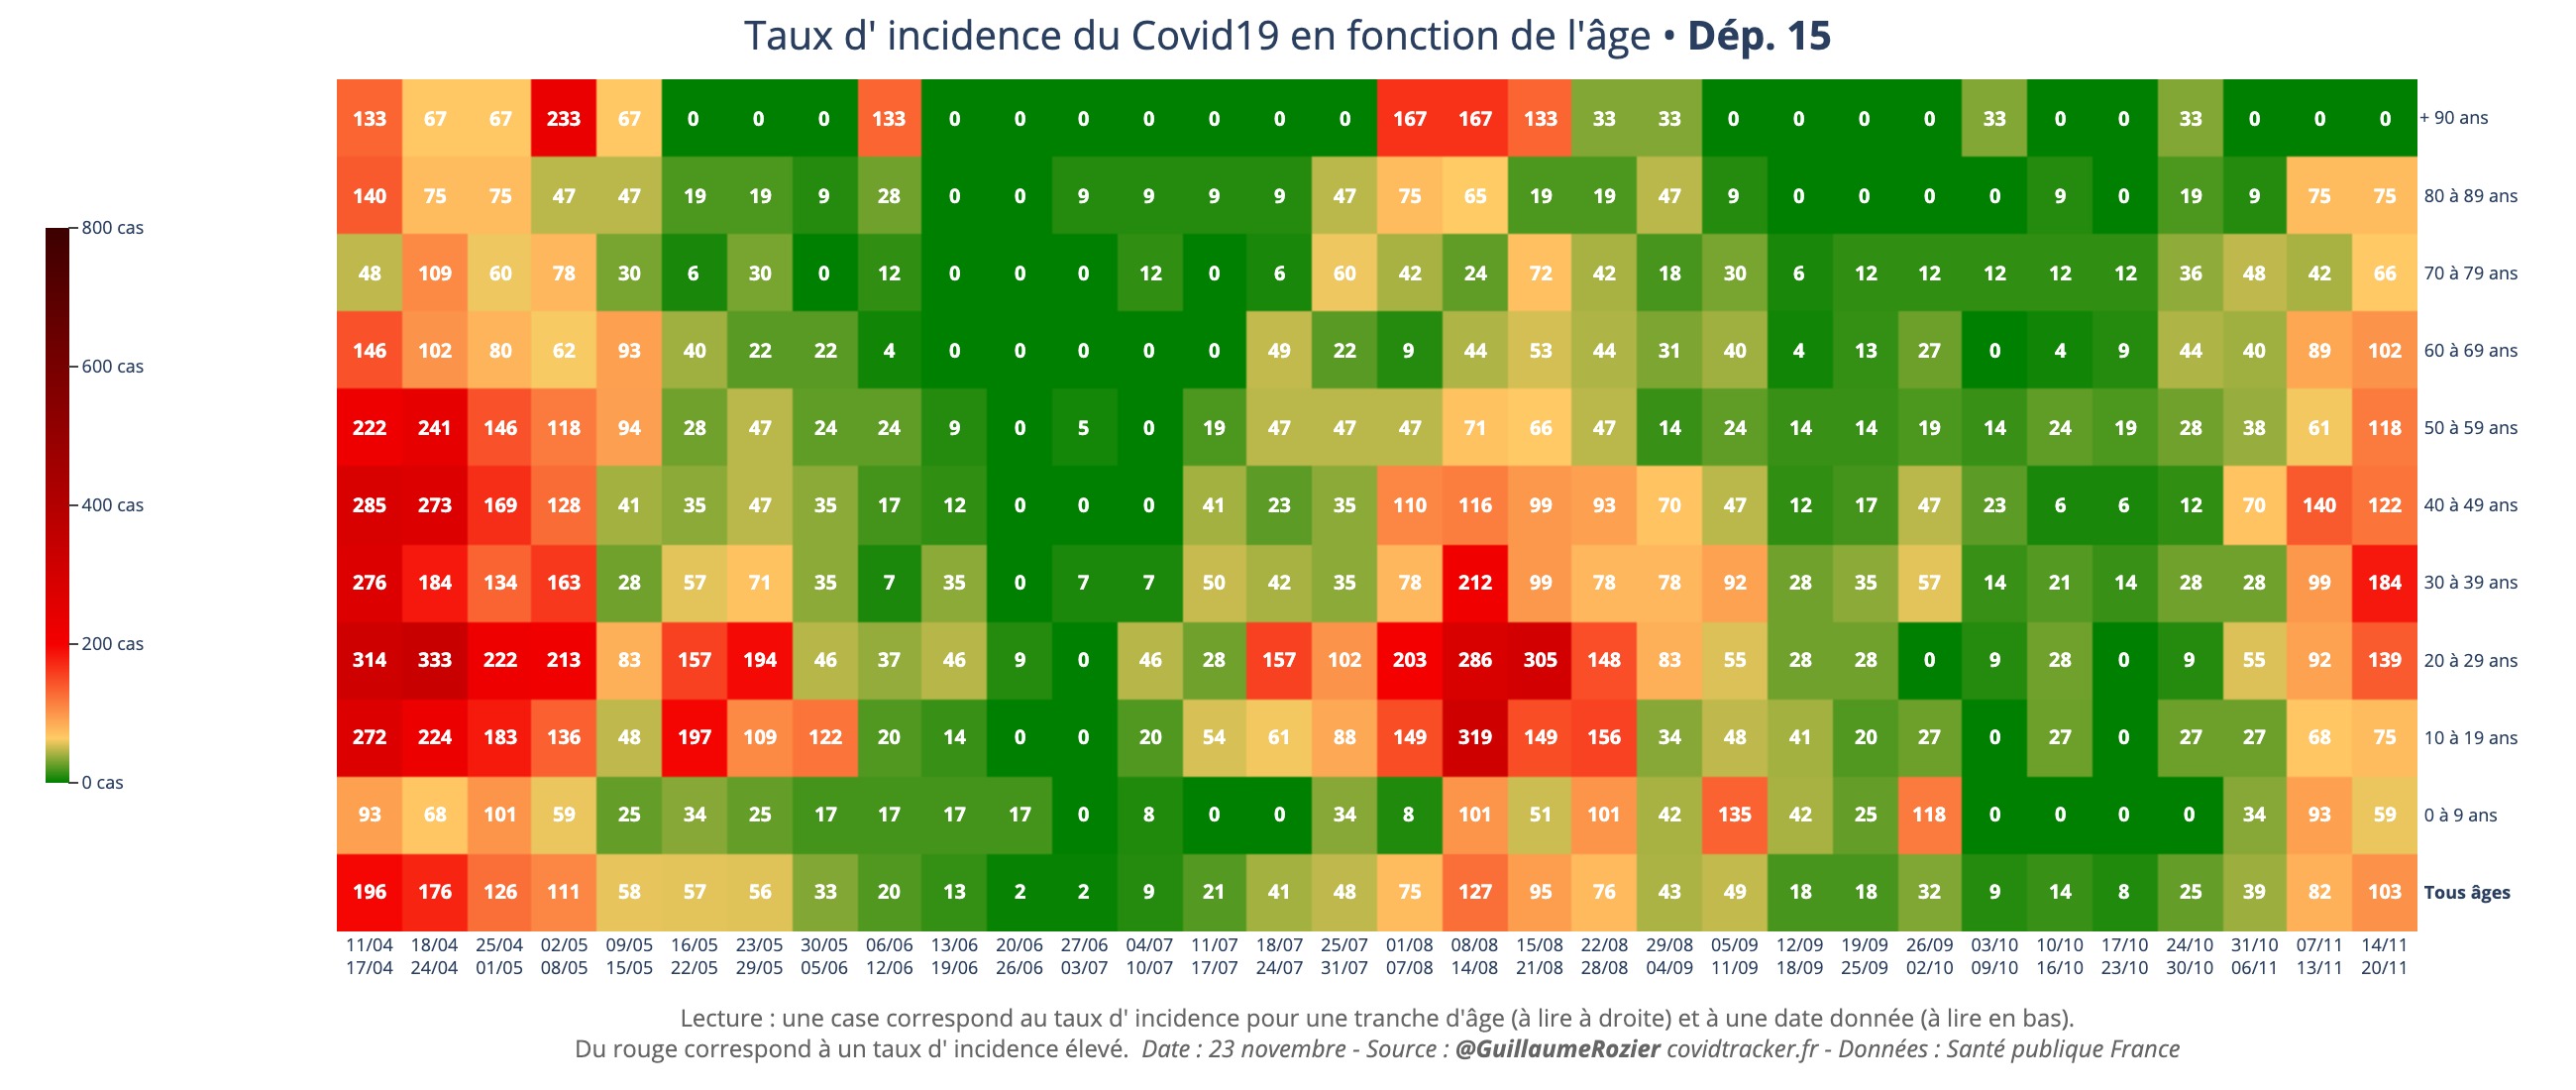 Taux d' incidence du Covid19 en fonction de l'âge • Dép. 15
800 cas
600 cas
400 cas
200 cas
0 cas
133 67 67 233 67 0 0 0 133 0 0 0 0 0 0 0 167 167 133 33 33 0 0 0 0 33 0 0 33 0 0 0 + 90 ans
140 75 75 47 47 19 19 9 28 0 0 9 9 9 9 47 75 65 19 19 47 9 0 0 0 0 9 0 19 9 75 75 80 à 89 ans
48 109 60 78 30 6 30 0 12 0 0 0 12 0 6 60 42 24 72 42 18 30 6 12 12 12 12 12 36 48 42 66 70 à 79 ans
146 102 80 62 93 40 22 22 4 0 0 0 0 0 49 22 9 44 53 44 31 40 4 13 27 0 4 9 44 40 89 102 60 à 69 ans
222 241 146 118 94 28 47 24 24 9 0 5 0 19 47 47 47 71 66 47 14 24 14 14 19 14 24 19 28 38 61 118 50 à 59 ans
285 273 169 128 41 35 47 35 17 12 0 0 0 41 23 35 110 116 99 93 70 47 12 17 47 23 6 6 12 70 140 122 40 à 49 ans
276 184 134 163 28 57 71 35 7 35 0 7 7 50 42 35 78 212 99 78 78 92 28 35 57 14 21 14 28 28 99 184 30 à 39 ans
314 333 222 213 83 157 194 46 37 46 9 0 46 28 157 102 203 286 305 148 83 55 28 28 0 9 28 0 9 55 92 139 20 à 29 ans
272 224 183 136 48 197 109 122 20 14 0 0 20 54 61 88 149 319 149 156 34 48 41 20 27 0 27 0 27 27 68 75 10 à 19 ans
93 68 101 59 25 34 25 17 17 17 17 0 8 0 0 34 8 101 51 101 42 135 42 25 118 0 0 0 0 34 93 59 0 à 9 ans
196 176 126 111 58 57 56 33 20 13 2 2 9 21 41 48 75 127 95 76 43 49 18 18 32 9 14 8 25 39 82 103 Tous âges
11/04 18/04 25/04 02/05 09/05 16/05 23/05 30/05 06/06 13/06 20/06 27/06 04/07 11/07 18/07 25/07 01/08 08/08 15/08 22/08 29/08 05/09 12/09 19/09 26/09 03/10 10/10 17/10 24/10 31/10 07/11 14/11
17/04 24/04 01/05 08/05 15/05 22/05 29/05 05/06 12/06 19/06 26/06 03/07 10/07 17/07 24/07 31/07 07/08 14/08 21/08 28/08 04/09 11/09 18/09 25/09 02/10 09/10 16/10 23/10 30/10 06/11 13/11 20/11
Lecture : une case correspond au taux d' incidence pour une tranche d'âge (à lire à droite) et à une date donnée (à lire en bas).
Du rouge correspond à un taux d' incidence élevé. Date : 23 novembre - Source : @GuillaumeRozier covidtracker.fr - Données : Santé publique France